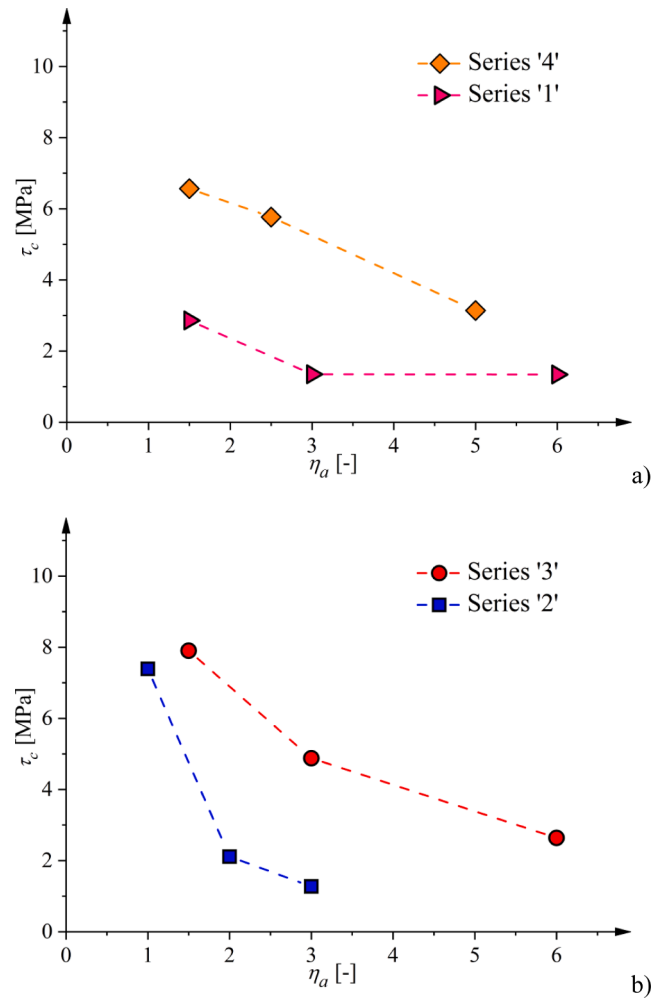 10
8
6
4
2
0
τc [MPa]
Series '4'
Series '1'
0 1 2 3 4 5 6
ηa [-]
a)
10
8
6
4
2
0
τc [MPa]
Series '3'
Series '2'
0 1 2 3 4 5 6
ηa [-]
b)